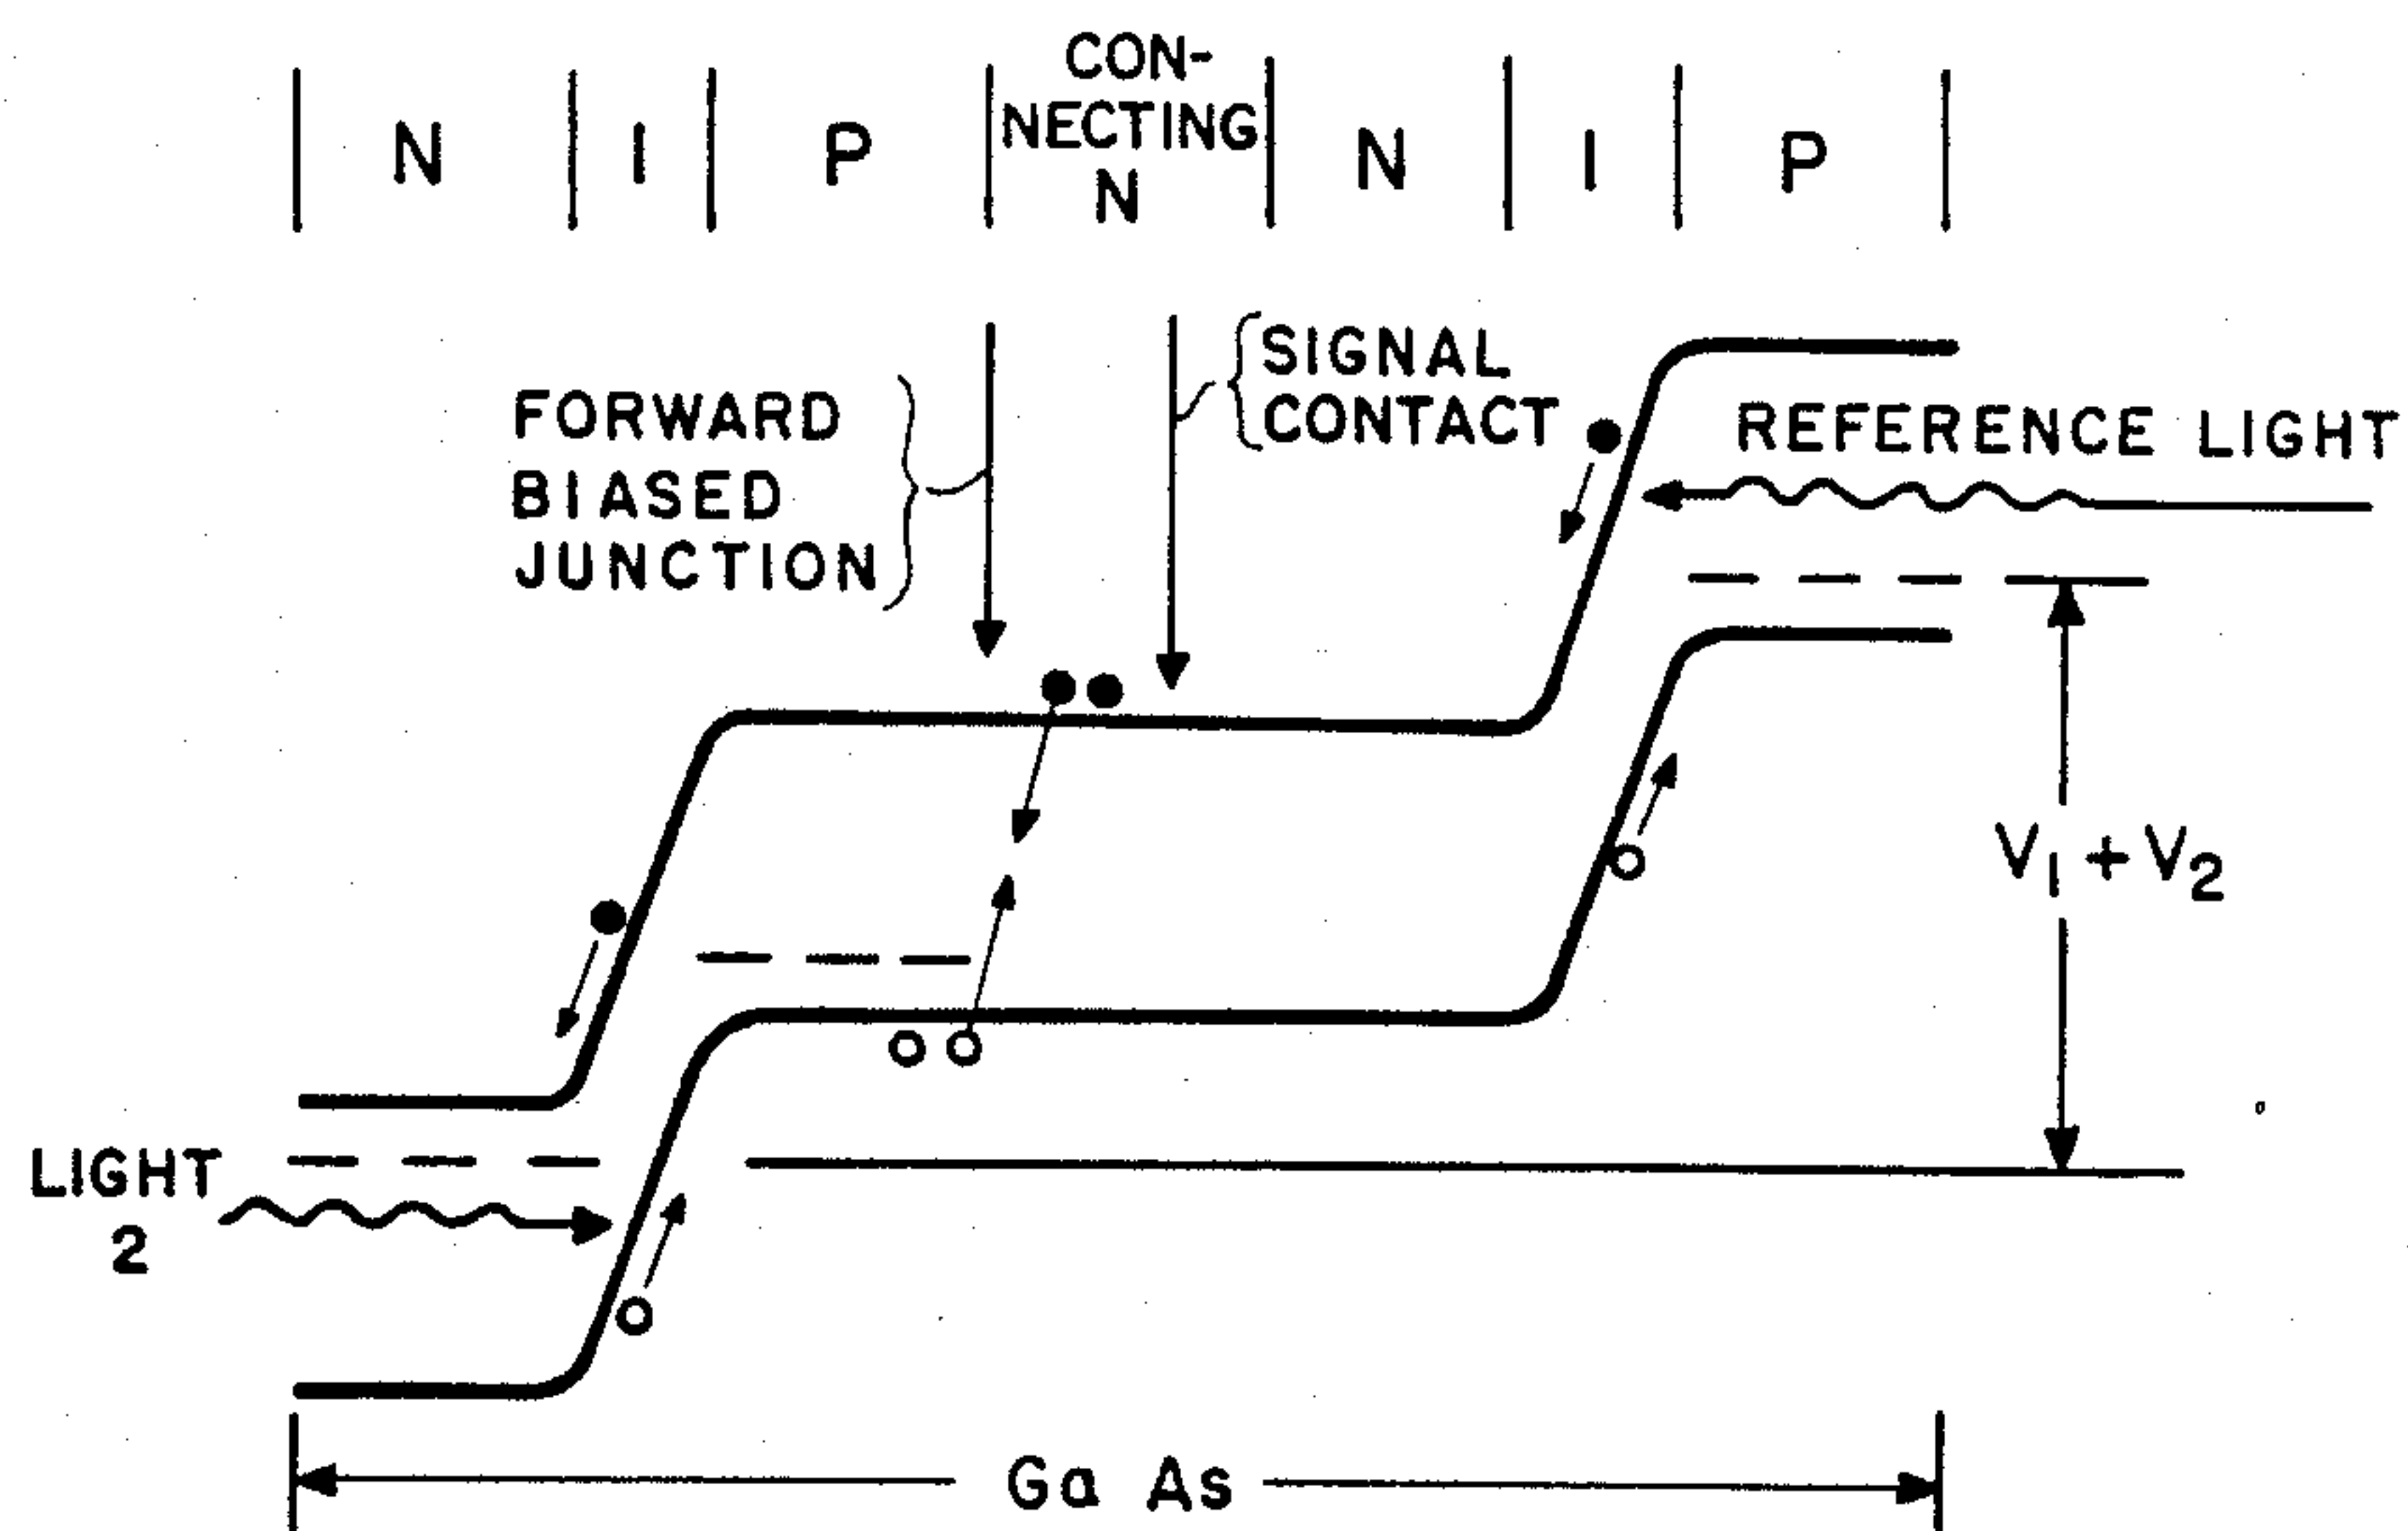 N
I
P
CON-
NECTING
N
N
I
P
FORWARD
BIASED
JUNCTION
SIGNAL
CONTACT
REFERENCE LIGHT
V1 + V2
LIGHT
2
Ga As